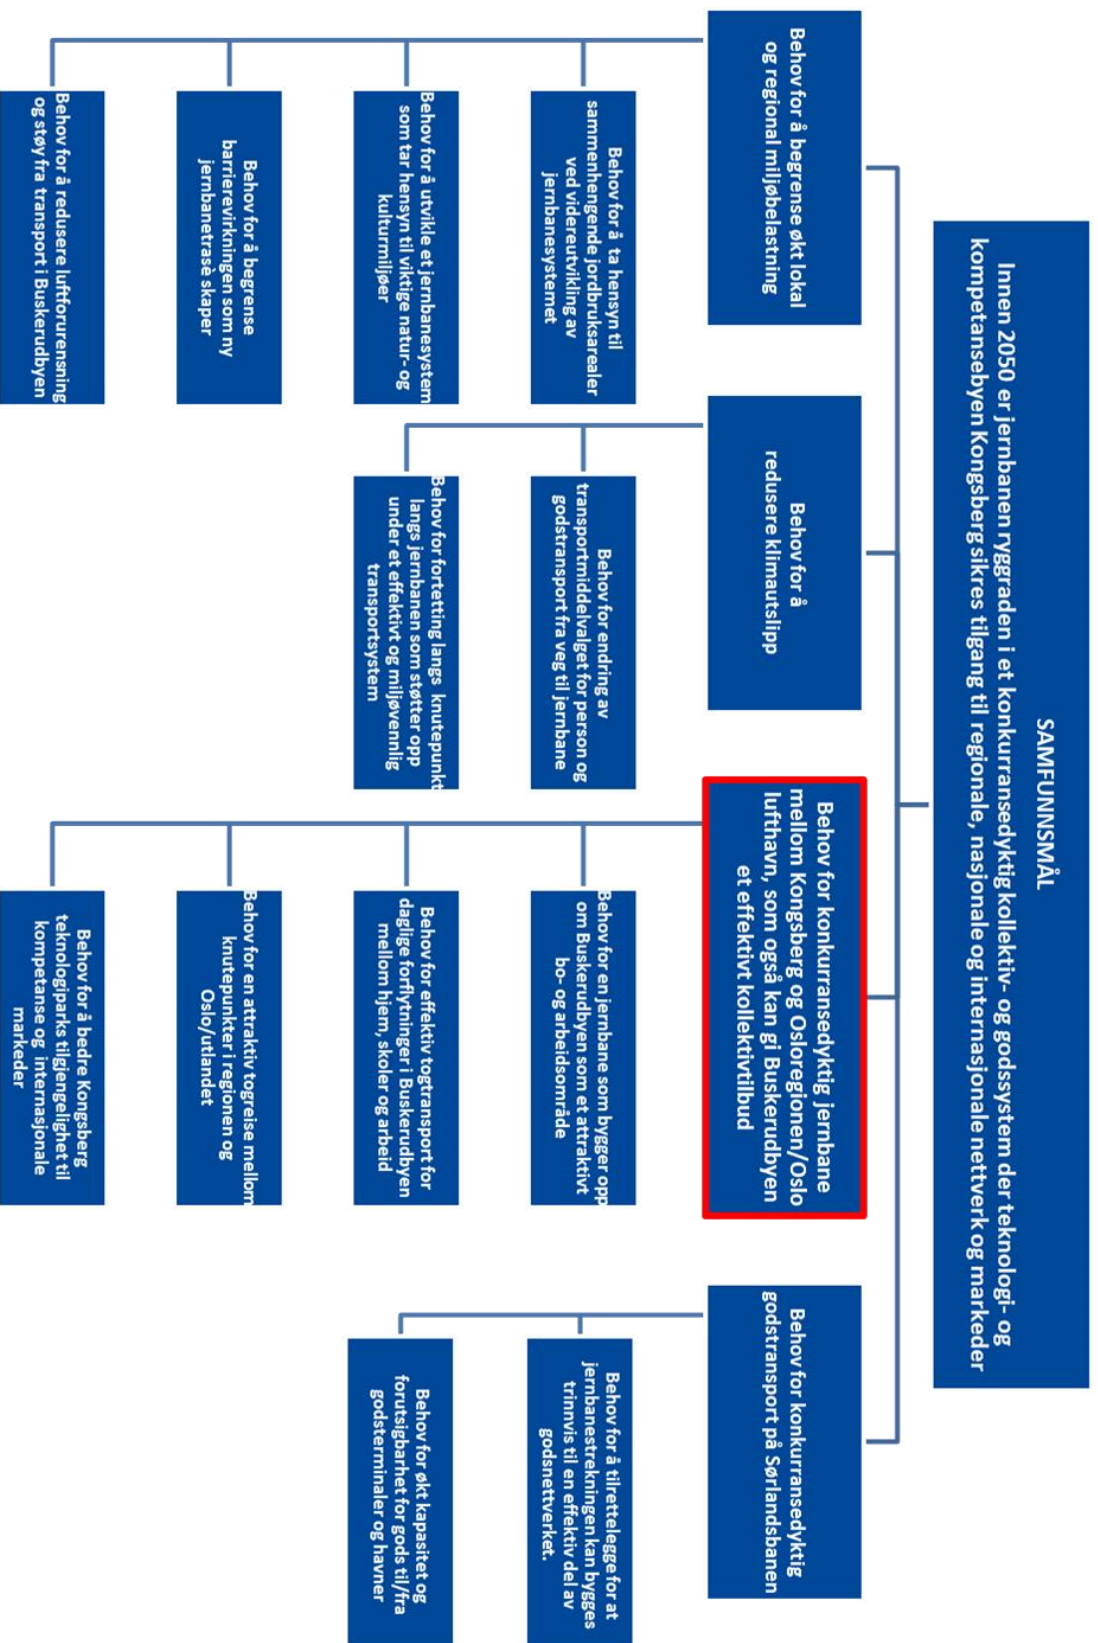 SAMFUNNSMÅL
Innen 2050 er jernbanen ryggraden i et konkurransedyktig kollektiv- og godssystem der teknologi- og
kompetansebyen Kongsberg sikres tilgang til regionale, nasjonale og internasjonale nettverk og markeder
Behov for å begrense økt lokal
og regional miljøbelastning
Behov for å ta hensyn til
sammenhengende jordbruksarealer
ved videreutvikling av
jernbanesystemet
Behov for å utvikle et jernbanesystem
som tar hensyn til viktige natur- og
kulturmiljøer
Behov for å begrense
barrierevirkningen som ny
jernbanetrasè skaper
Behov for å redusere luftforurensning
og støy fra transport i Buskerudbyen
Behov for å
redusere klimautslipp
Behov for endring av
transportmiddelvalget for person og
godstransport fra veg til jernbane
Behov for fortetting langs knutepunkt
langs jernbanen som støtter opp
under et effektivt og miljøvennlig
transportsystem
Behov for konkurransedyktig jernbane
mellom Kongsberg og Osloregionen/Oslo
lufthavn, som også kan gi Buskerudbyen
et effektivt kollektivtilbud
Behov for en jernbane som bygger opp
om Buskerudbyen som et attraktivt
bo- og arbeidsområde
Behov for effektiv togtransport for
daglige forflytninger i Buskerudbyen
mellom hjem, skoler og arbeid
Behov for en attraktiv togreise mellom
knutepunkter i regionen og
Oslo/utlandet
Behov for å bedre Kongsberg
teknologiparks tilgjengelighet til
kompetanse og internasjonale
markeder
Behov for konkurransedyktig
godstransport på Sørlandsbanen
Behov for å tilrettelegge for at
jernbanestrekningen kan bygges
trinnvis til en effektiv del av
godsnettverket.
Behov for økt kapasitet og
forutsigbarhet for gods til/fra
godsterminaler og havner